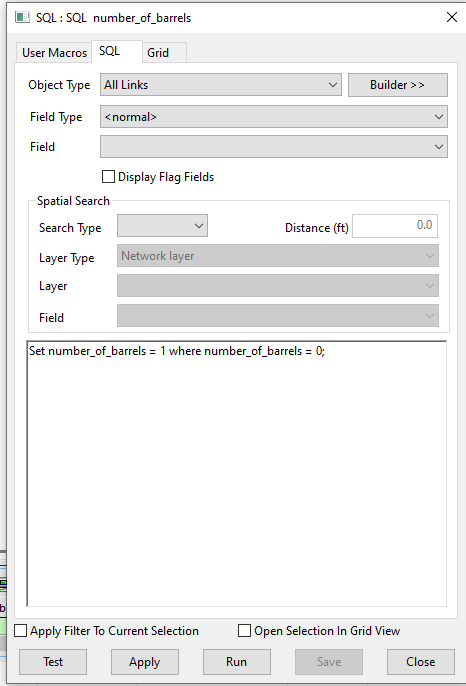 SQL : SQL number_of_barrels
User Macros
SQL
Grid
Object Type
All Links
Builder >>
Field Type
<normal>
Field
Display Flag Fields
Spatial Search
Search Type
Distance (ft)
0.0
Layer Type
Network layer
Layer
Field
Set number_of_barrels = 1 where number_of_barrels = 0;
b
Apply Filter To Current Selection
Open Selection In Grid View
Test
Apply
Run
Save
Close